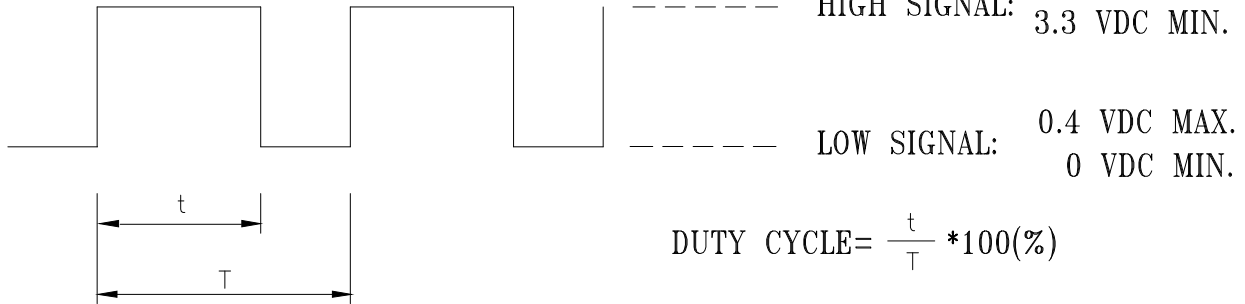 HIGH SIGNAL:
3.3 VDC MIN.
LOW SIGNAL:
0.4 VDC MAX.
0 VDC MIN.
t
T
DUTY CYCLE= t/T *100(%)